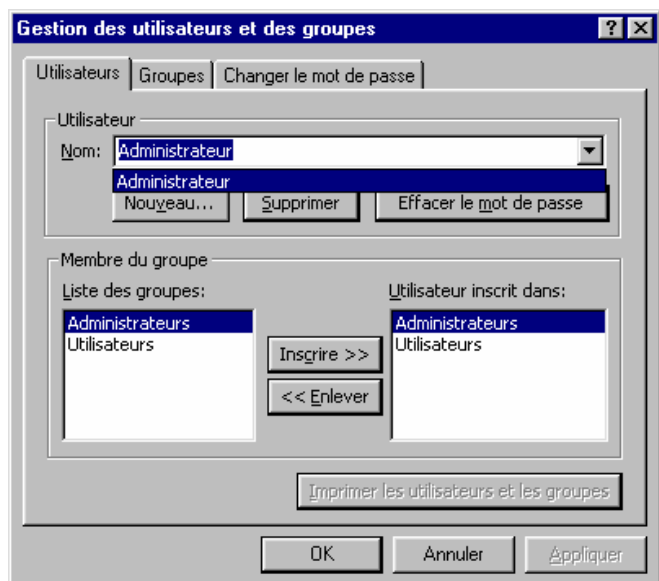 Gestion des utilisateurs et des groupes
Utilisateurs Groupes Changer le mot de passe
Utilisateur
Nom: Administrateur
Administrateur
Nouveau... Supprimer Effacer le mot de passe
Membre du groupe
Liste des groupes: Utilisateur inscrit dans:
Administrateurs Administrateurs
Utilisateurs Utilisateurs
Inscrire >>
<< Enlever
Imprimer les utilisateurs et les groupes
OK Annuler Appliquer